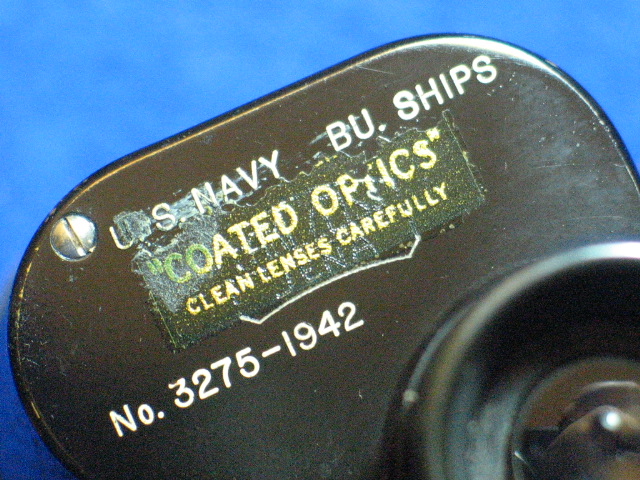 U.S. NAVY BU. SHIPS
"COATED OPTICS"
CLEAN LENSES CAREFULLY
No. 3275-1942